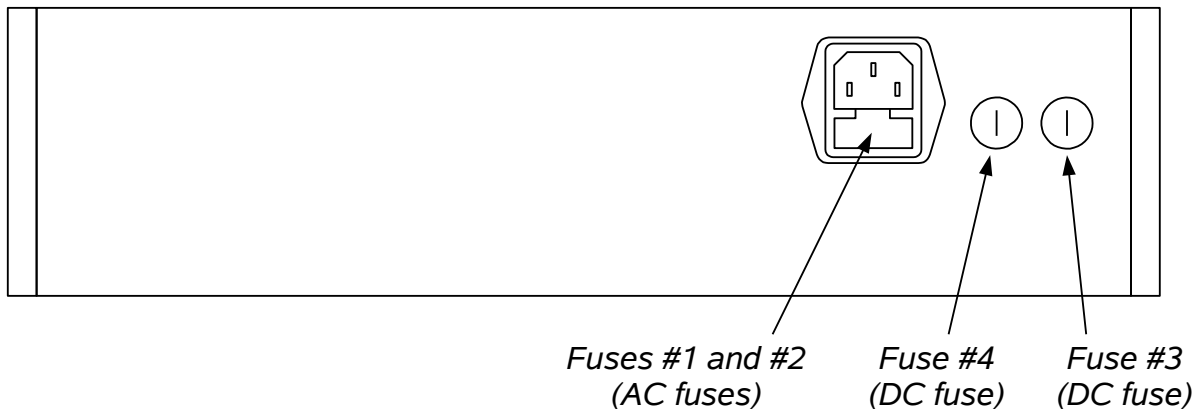 Fuses #1 and #2
(AC fuses)
Fuse #4
(DC fuse)
Fuse #3
(DC fuse)